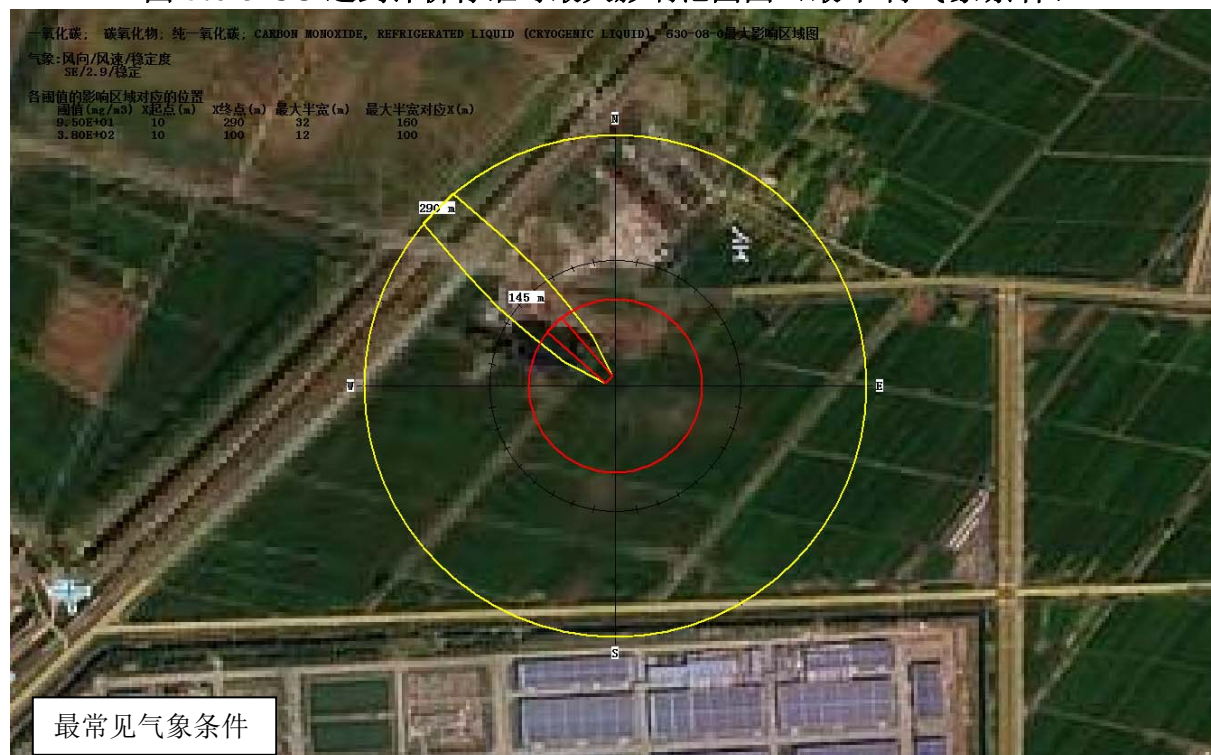 一氧化碳; 碳氧化物; 纯一氧化碳; CARBON MONOXIDE, REFRIGERATED LIQUID (CRYOGENIC LIQUID) 630-08-0最大影响区域图
气象:风向/风速/稳定度
SE/2.9/稳定
各阈值的影响区域对应的位置
阈值(mg/m3) X起点(m) X终点(m) 最大半宽(m) 最大半宽对应X(m)
9.50E+01 10 290 32 160
3.80E+02 10 100 12 100
N
290 m
145 m
W
E
S
最常见气象条件